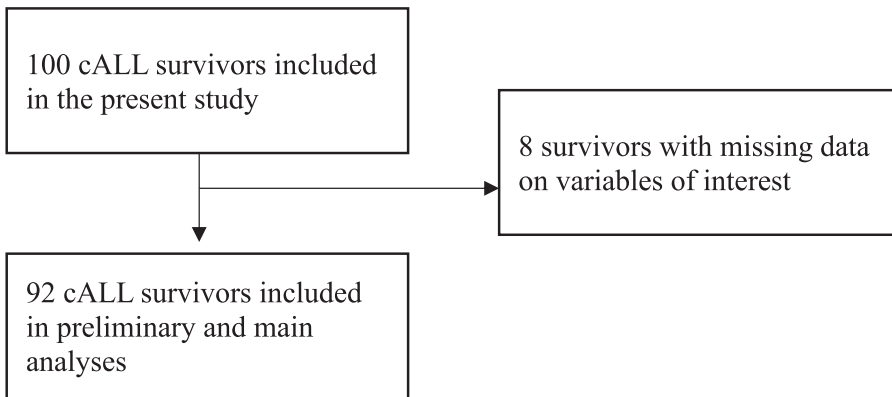 100 cALL survivors included
in the present study
8 survivors with missing data
on variables of interest
92 cALL survivors included
in preliminary and main
analyses